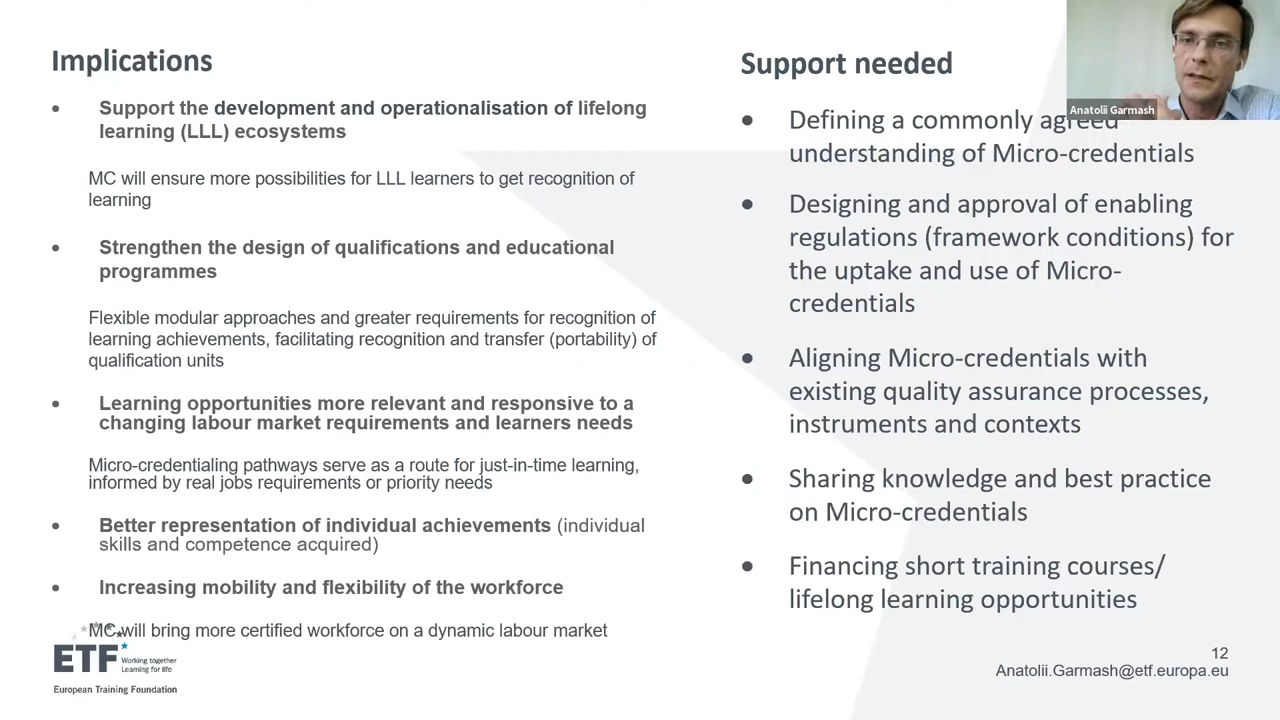 Implications
• Support the development and operationalisation of lifelong
learning (LLL) ecosystems
MC will ensure more possibilities for LLL learners to get recognition of
learning
• Strengthen the design of qualifications and educational
programmes
Flexible modular approaches and greater requirements for recognition of
learning achievements, facilitating recognition and transfer (portability) of
qualification units
• Learning opportunities more relevant and responsive to a
changing labour market requirements and learners needs
Micro-credentialing pathways serve as a route for just-in-time learning,
informed by real jobs requirements or priority needs
• Better representation of individual achievements (individual
skills and competence acquired)
• Increasing mobility and flexibility of the workforce
MC will bring more certified workforce on a dynamic labour market
ETF
Working together
Learning for life
European Training Foundation
Support needed
• Defining a commonly agreed
understanding of Micro-credentials
• Designing and approval of enabling
regulations (framework conditions) for
the uptake and use of Micro-
credentials
• Aligning Micro-credentials with
existing quality assurance processes,
instruments and contexts
• Sharing knowledge and best practice
on Micro-credentials
• Financing short training courses/
lifelong learning opportunities
12
Anatolii.Garmash@etf.europa.eu
Anatolii Garmash